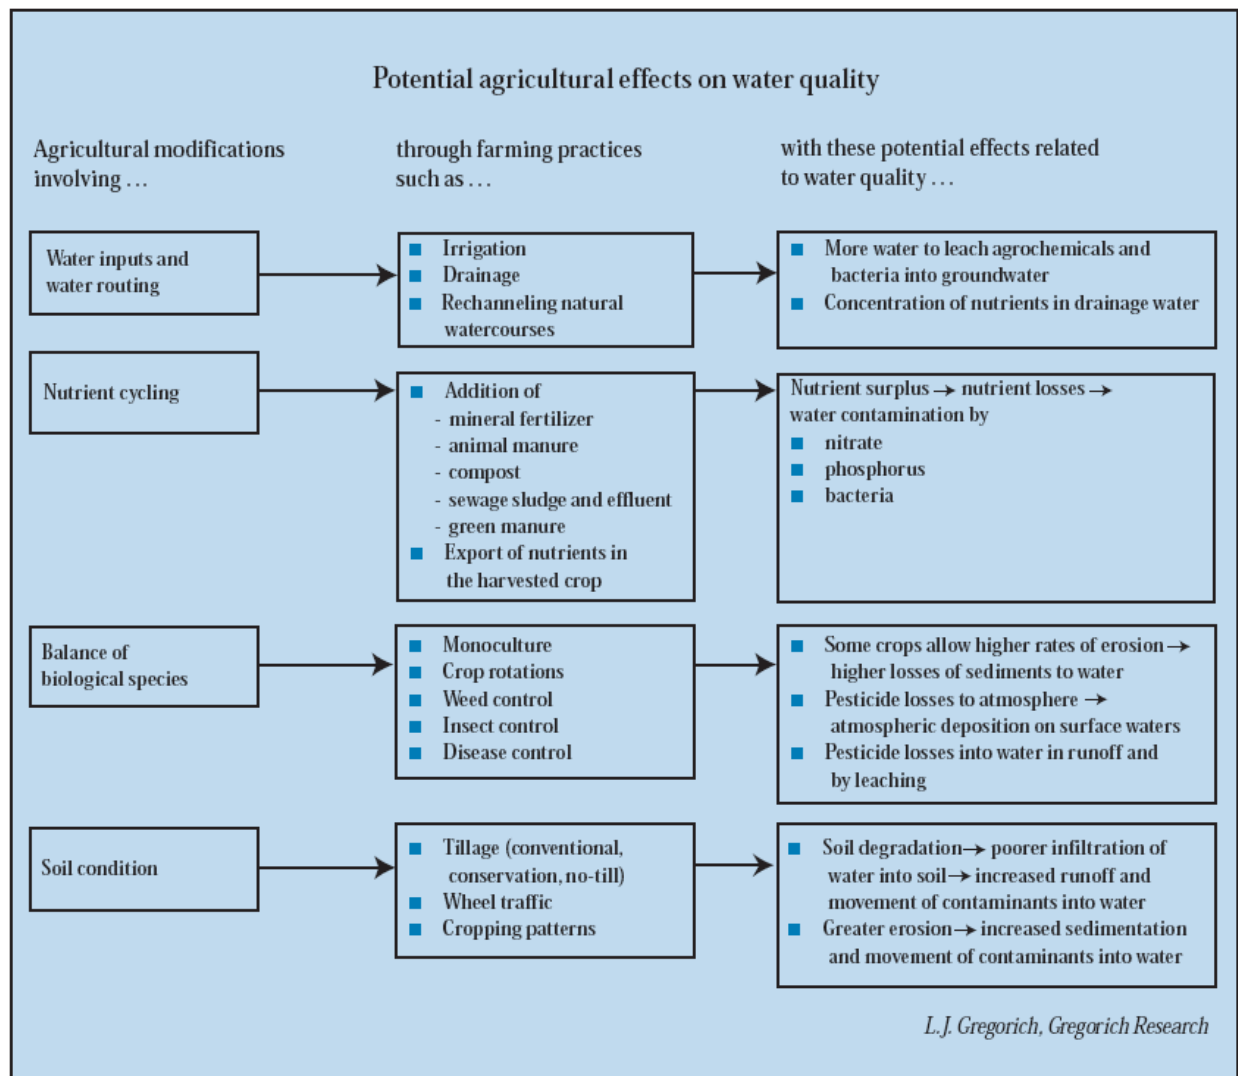 Potential agricultural effects on water quality
Agricultural modifications
involving …
through farming practices
such as …
with these potential effects related
to water quality …
Water inputs and
water routing
■ Irrigation
■ Drainage
■ Rechanneling natural
watercourses
■ More water to leach agrochemicals and
bacteria into groundwater
■ Concentration of nutrients in drainage water
Nutrient cycling
■ Addition of
- mineral fertilizer
- animal manure
- compost
- sewage sludge and effluent
- green manure
■ Export of nutrients in
the harvested crop
Nutrient surplus → nutrient losses →
water contamination by
■ nitrate
■ phosphorus
■ bacteria
Balance of
biological species
■ Monoculture
■ Crop rotations
■ Weed control
■ Insect control
■ Disease control
■ Some crops allow higher rates of erosion →
higher losses of sediments to water
■ Pesticide losses to atmosphere →
atmospheric deposition on surface waters
■ Pesticide losses into water in runoff and
by leaching
Soil condition
■ Tillage (conventional,
conservation, no-till)
■ Wheel traffic
■ Cropping patterns
■ Soil degradation → poorer infiltration of
water into soil → increased runoff and
movement of contaminants into water
■ Greater erosion → increased sedimentation
and movement of contaminants into water
L.J. Gregorich, Gregorich Research